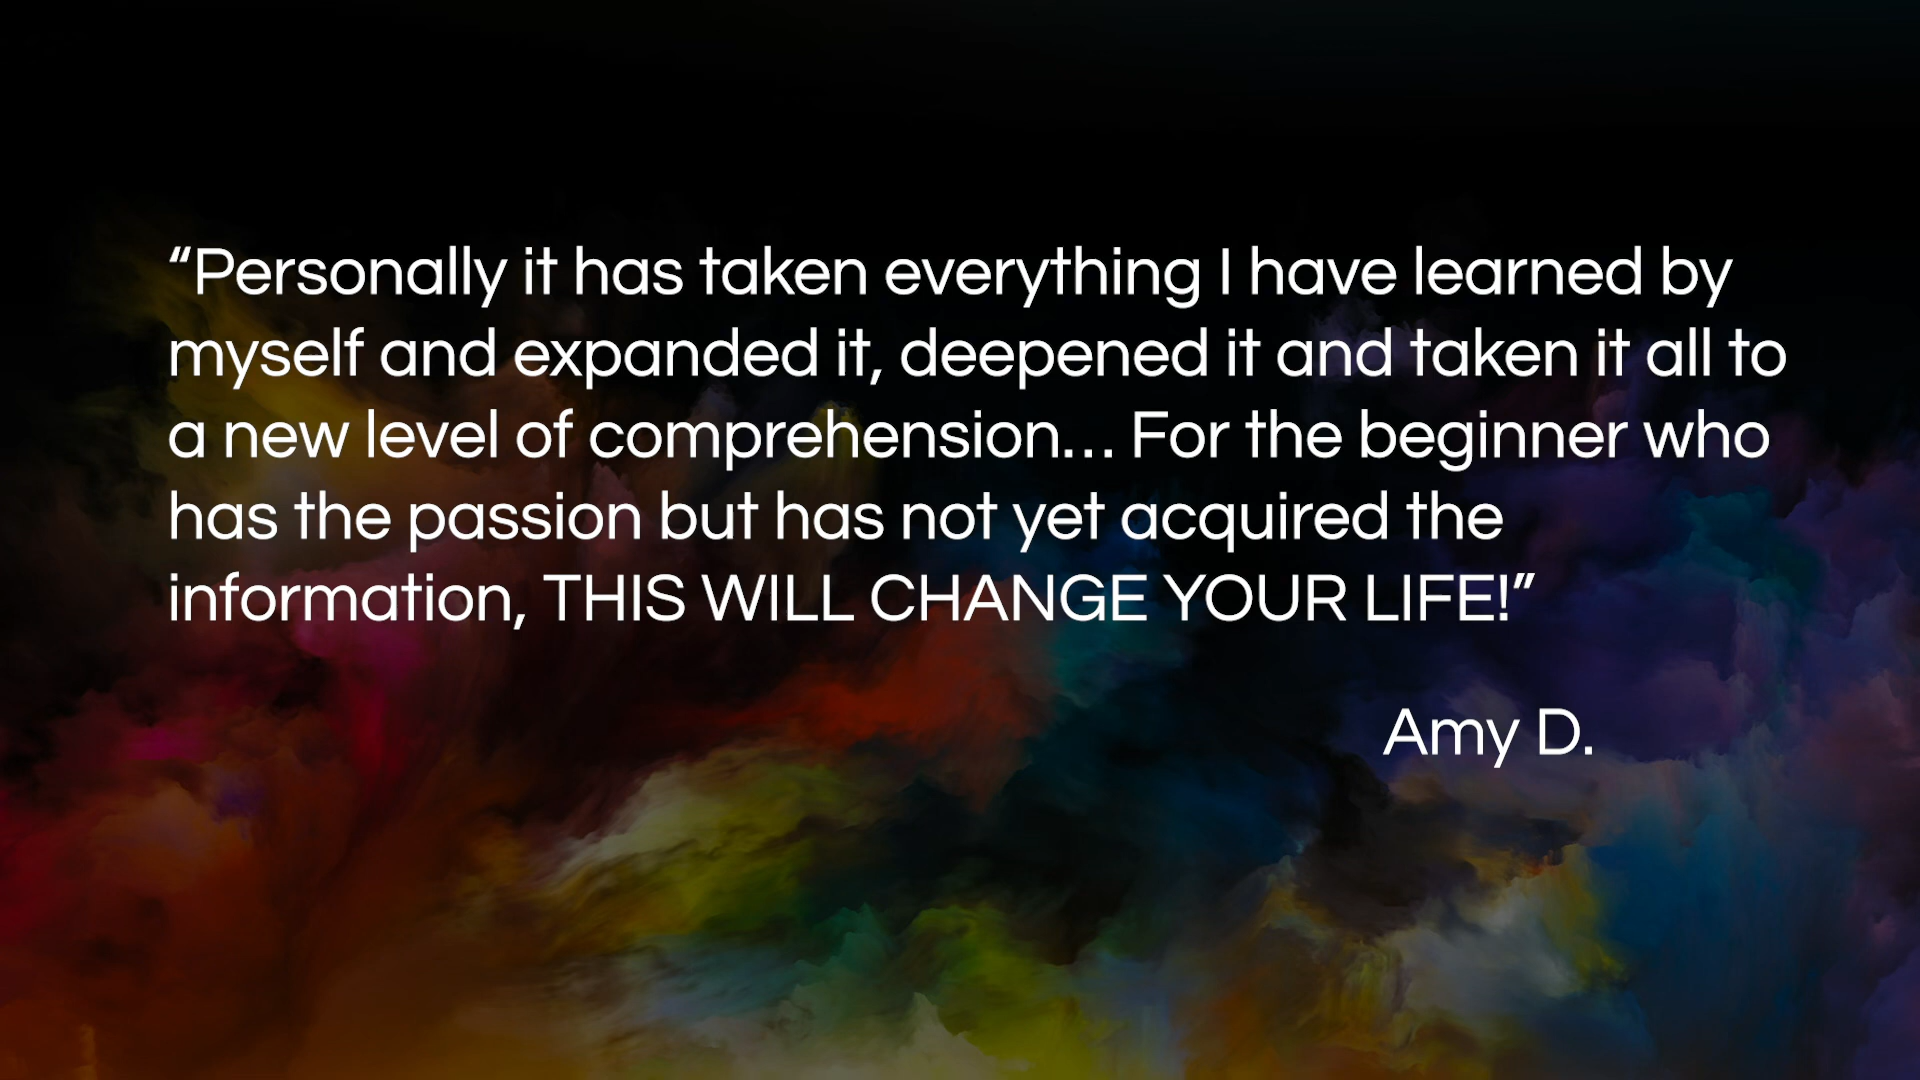 “Personally it has taken everything I have learned by
myself and expanded it, deepened it and taken it all to
a new level of comprehension… For the beginner who
has the passion but has not yet acquired the
information, THIS WILL CHANGE YOUR LIFE!”
Amy D.